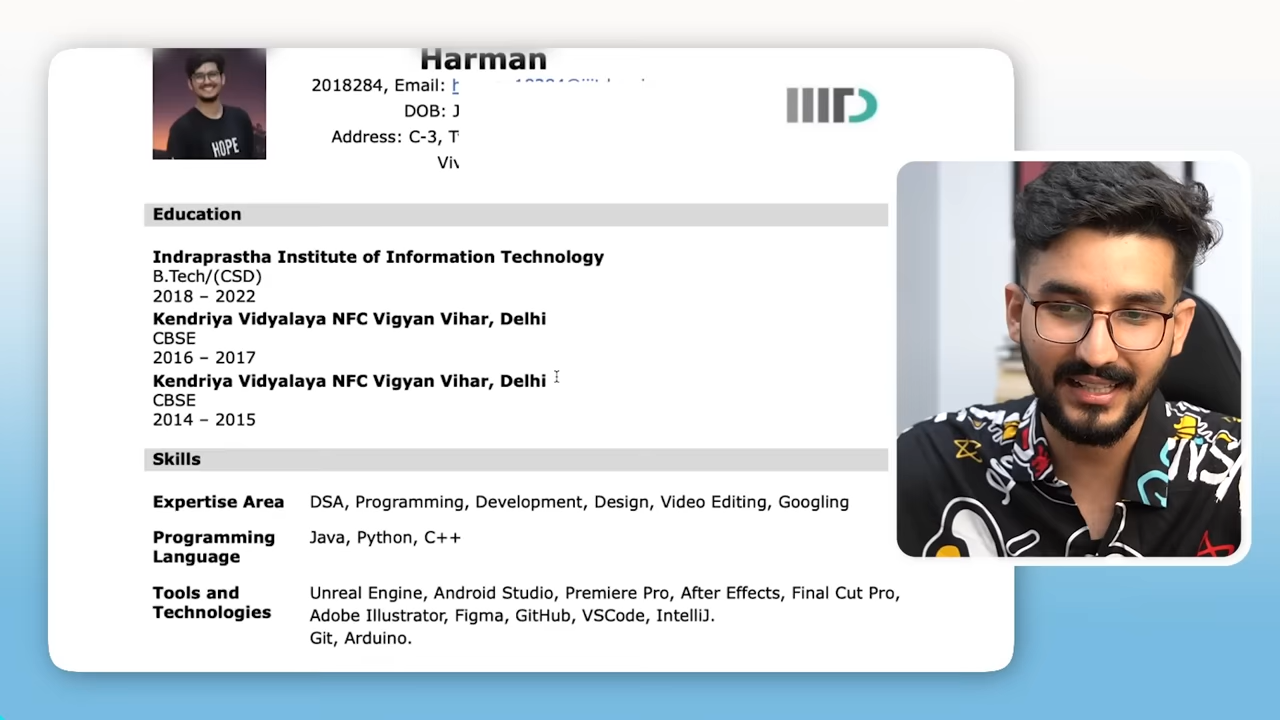 Harman
2018284, Email:
DOB: J
Address: C-3,
HOPE
IIITD
Education
Indraprastha Institute of Information Technology
B.Tech/(CSD)
2018 – 2022
Kendriya Vidyalaya NFC Vigyan Vihar, Delhi
CBSE
2016 – 2017
Kendriya Vidyalaya NFC Vigyan Vihar, Delhi
CBSE
2014 – 2015
Skills
Expertise Area DSA, Programming, Development, Design, Video Editing, Googling
Programming Language Java, Python, C++
Tools and Technologies Unreal Engine, Android Studio, Premiere Pro, After Effects, Final Cut Pro,
Adobe Illustrator, Figma, GitHub, VSCode, IntelliJ.
Git, Arduino.